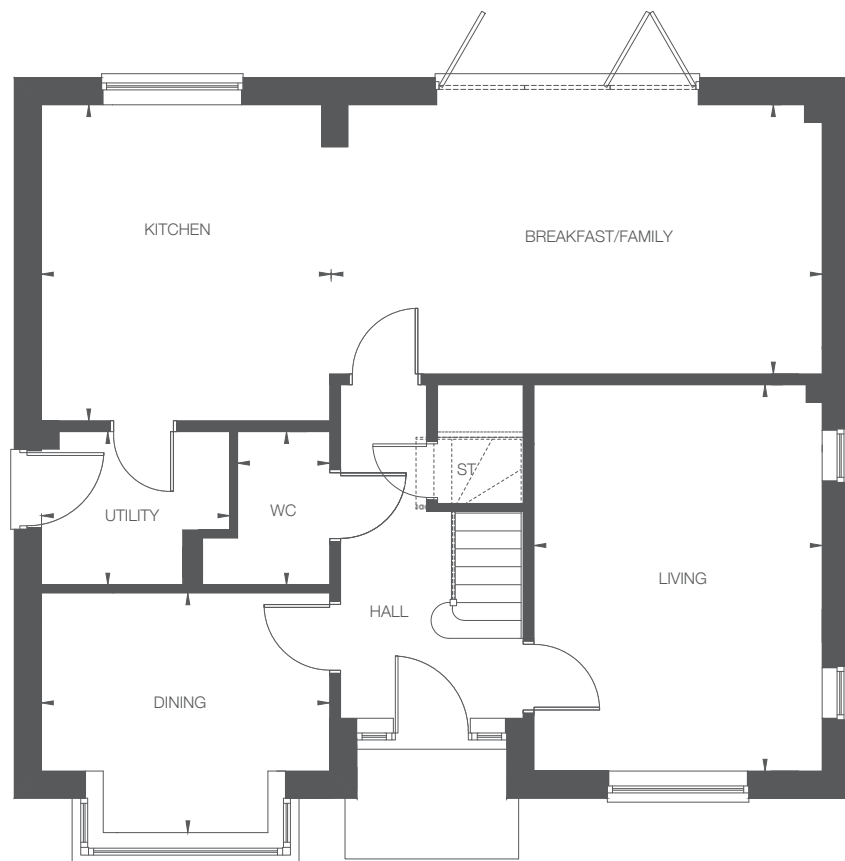 KITCHEN
BREAKFAST/FAMILY
ST
WC
UTILITY
LIVING
HALL
DINING